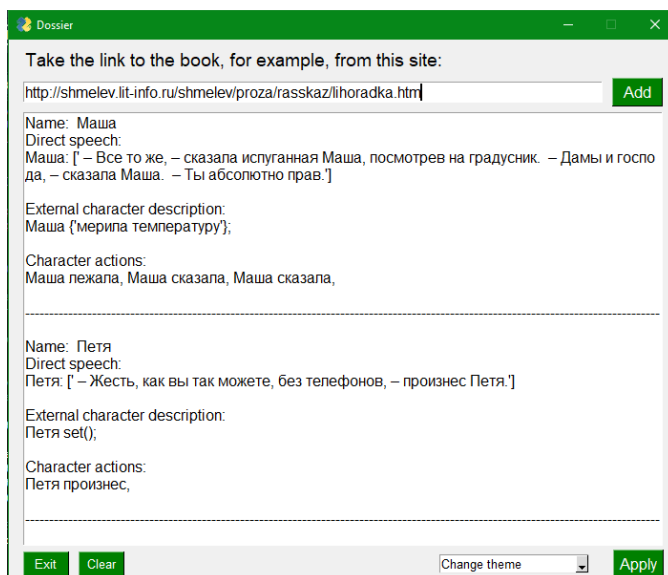 Dossier
Take the link to the book, for example, from this site:
http://shmelev.lit-info.ru/shmelev/proza/rasskaz/lihoradka.htm
Add
Name:  Маша
Direct speech:
Маша: [' – Все то же, – сказала испуганная Маша, посмотрев на градусник.  – Дамы и госпо
да, – сказала Маша.  – Ты абсолютно прав.']
External character description:
Маша {'мерила температуру'};
Character actions:
Маша лежала, Маша сказала, Маша сказала,
--------------------------------------------------------------------------------------------------------------------------------
Name:  Петя
Direct speech:
Петя: [' – Жесть, как вы так можете, без телефонов, – произнес Петя.']
External character description:
Петя set();
Character actions:
Петя произнес,
--------------------------------------------------------------------------------------------------------------------------------
Exit
Clear
Change theme
Apply